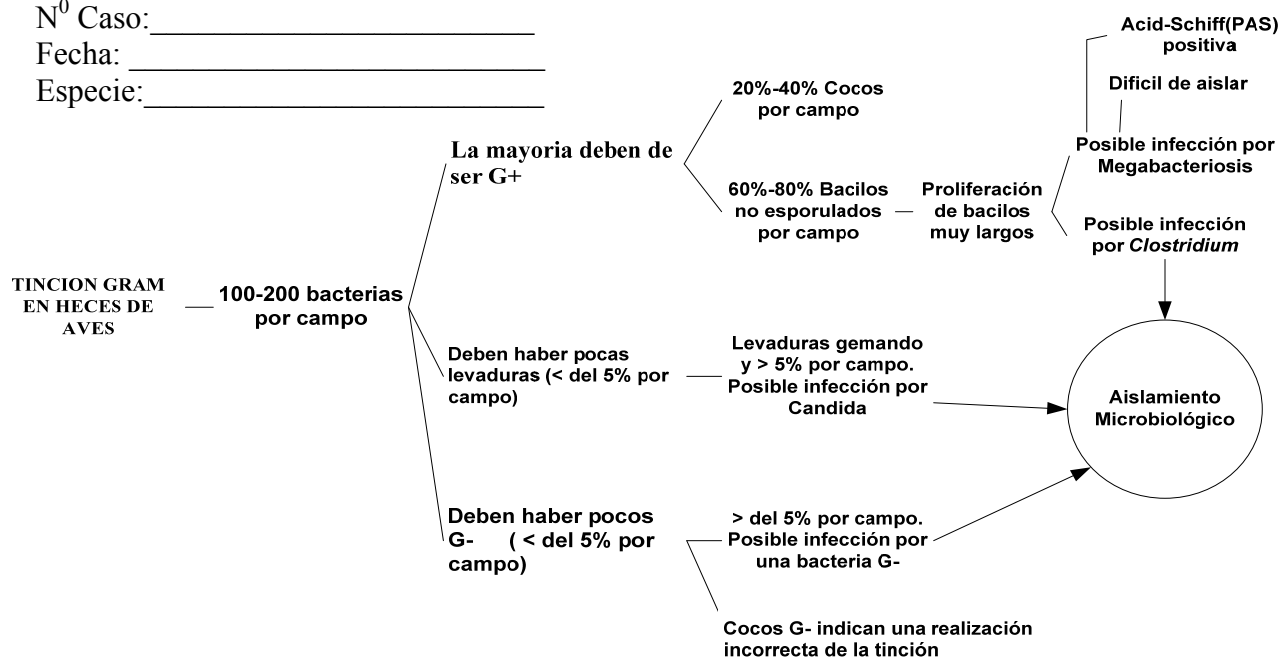 N⁰ Caso:________________________
Fecha: __________________________
Especie:_________________________
TINCION GRAM
EN HECES DE
AVES
100-200 bacterias
por campo
La mayoria deben de
ser G+
20%-40% Cocos
por campo
60%-80% Bacilos
no esporulados
por campo
Proliferación
de bacilos
muy largos
Acid-Schiff(PAS)
positiva
Dificil de aislar
Posible infección por
Megabacteriosis
Posible infección
por Clostridium
Deben haber pocas
levaduras (< del 5% por
campo)
Levaduras gemando
y > 5% por campo.
Posible infección por
Candida
Aislamiento
Microbiológico
Deben haber pocos
G- ( < del 5% por
campo)
> del 5% por campo.
Posible infección por
una bacteria G-
Cocos G- indican una realización
incorrecta de la tinción